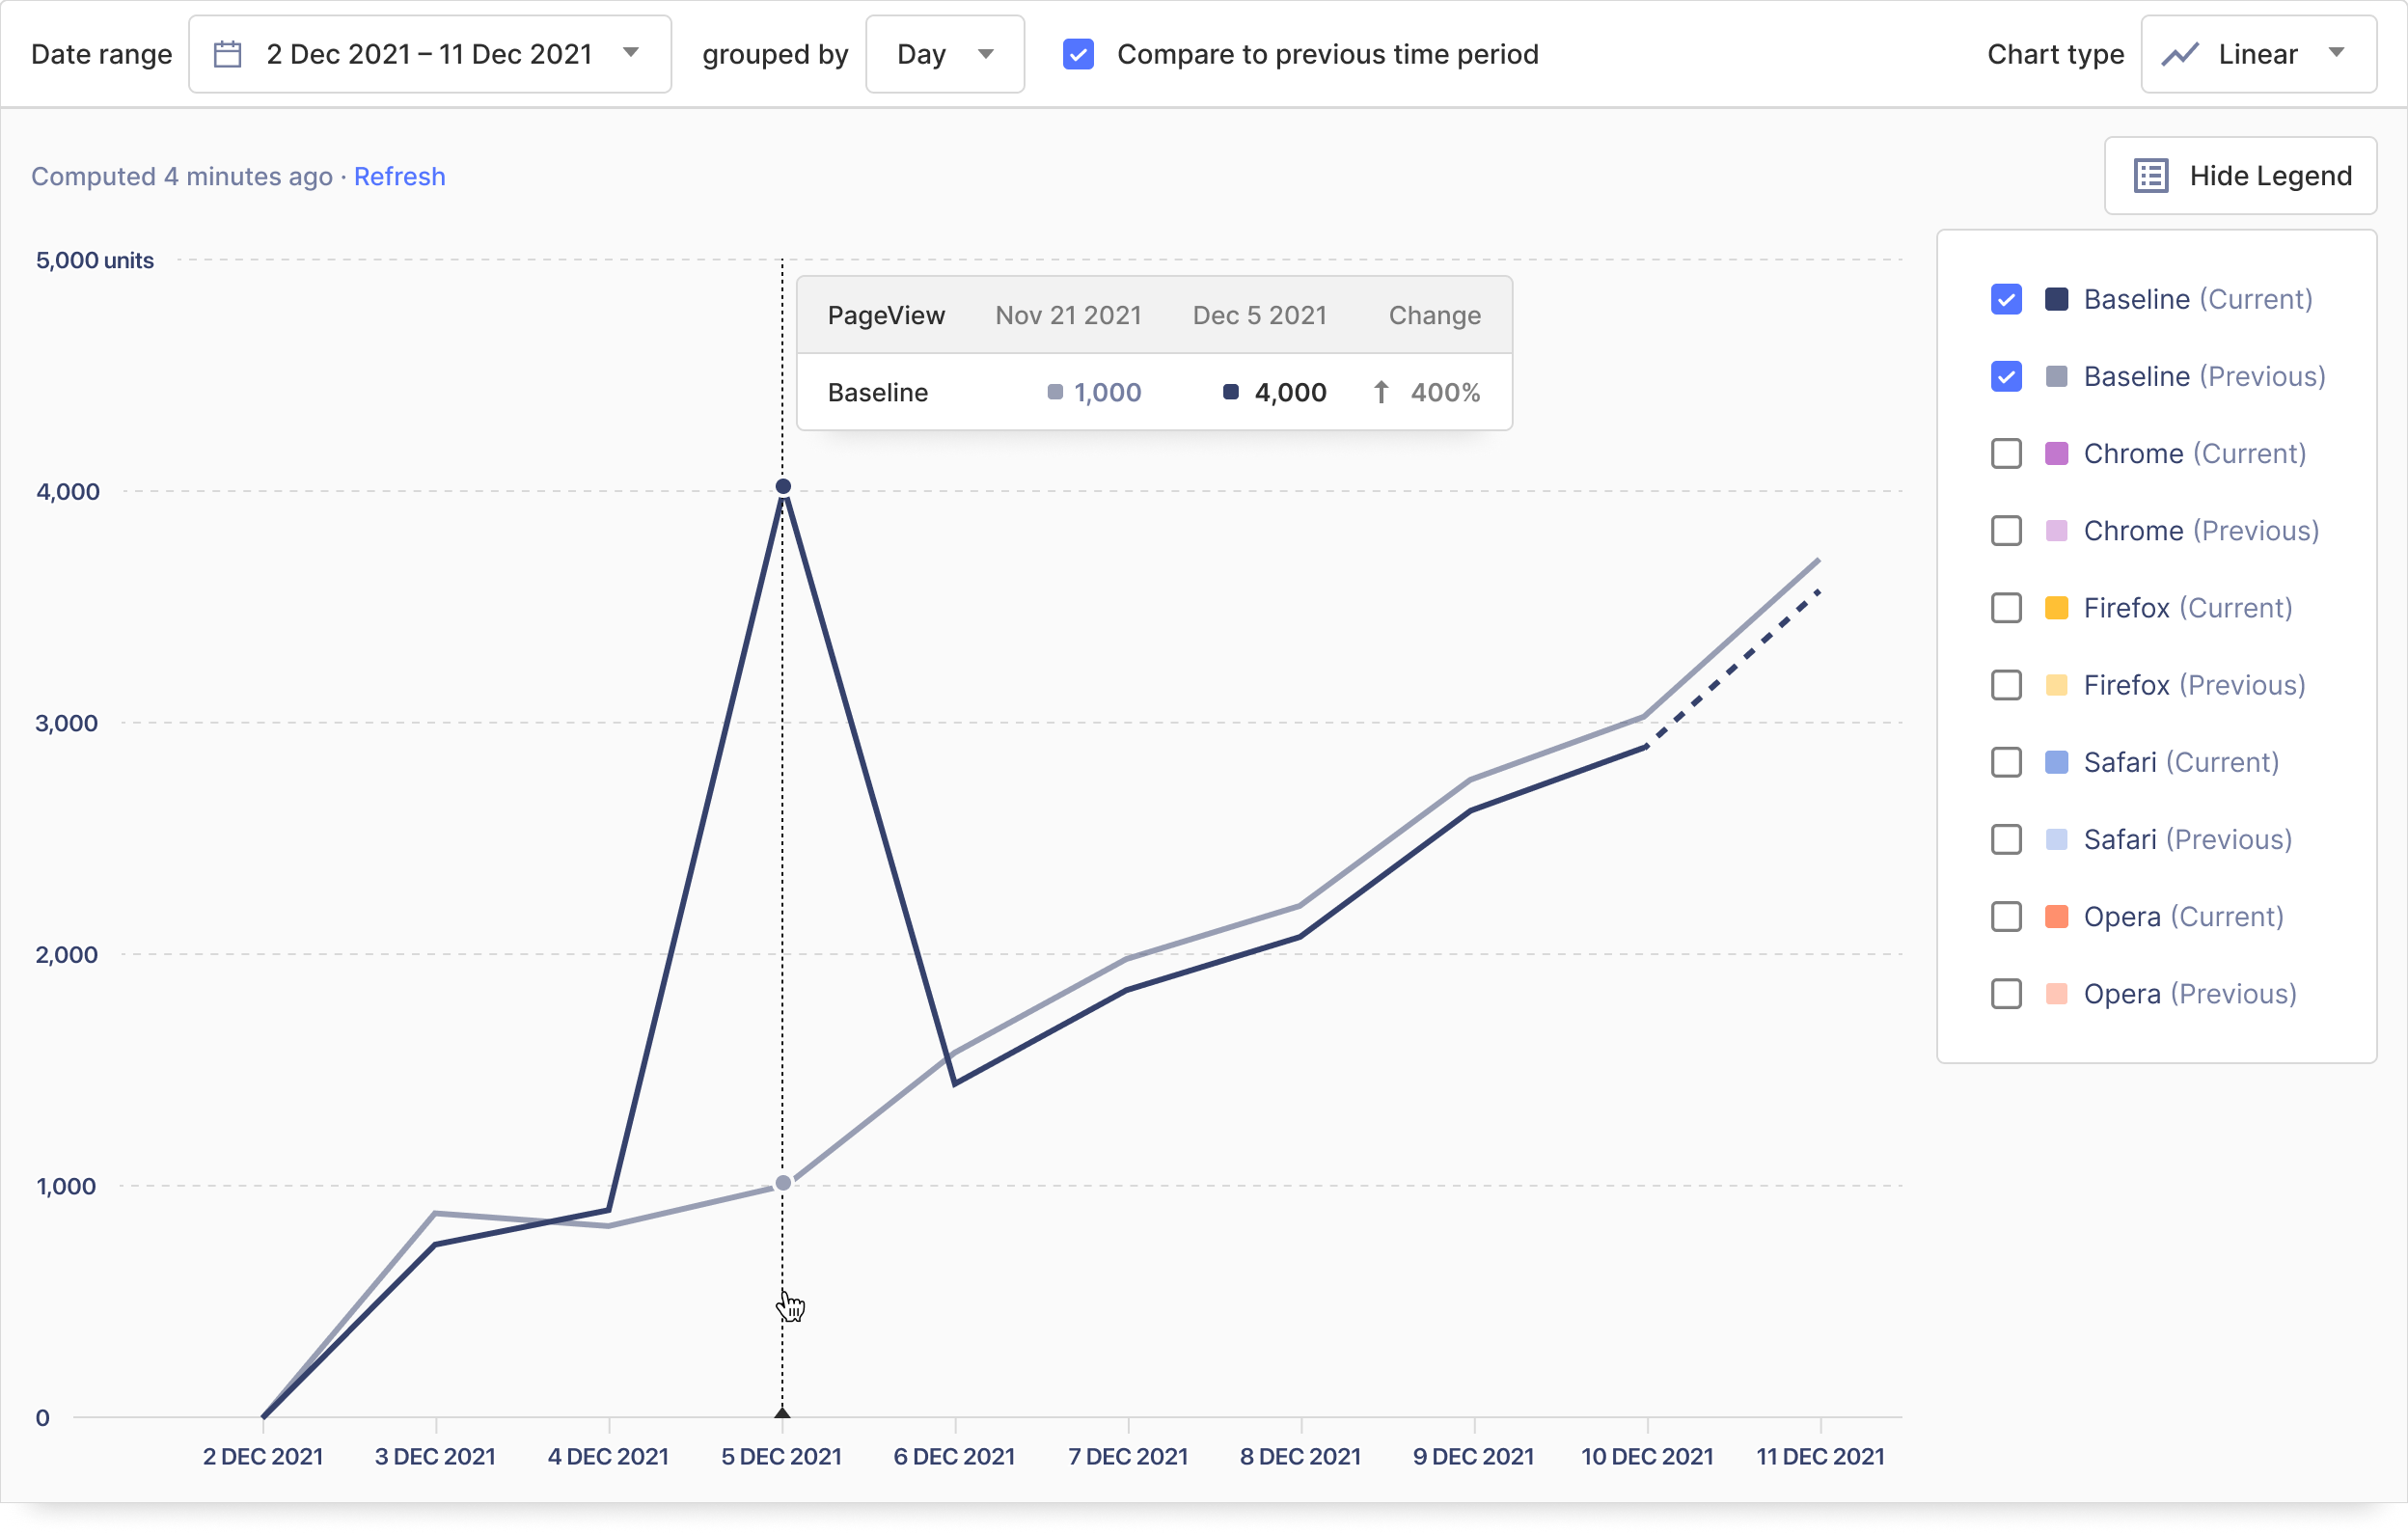 Date range 2 Dec 2021 – 11 Dec 2021 grouped by Day Compare to previous time period Chart type Linear
Computed 4 minutes ago · Refresh
Hide Legend
5,000 units
4,000
3,000
2,000
1,000
0
PageView Nov 21 2021 Dec 5 2021 Change
Baseline 1,000 4,000 ↑ 400%
Baseline (Current)
Baseline (Previous)
Chrome (Current)
Chrome (Previous)
Firefox (Current)
Firefox (Previous)
Safari (Current)
Safari (Previous)
Opera (Current)
Opera (Previous)
2 DEC 2021 3 DEC 2021 4 DEC 2021 5 DEC 2021 6 DEC 2021 7 DEC 2021 8 DEC 2021 9 DEC 2021 10 DEC 2021 11 DEC 2021